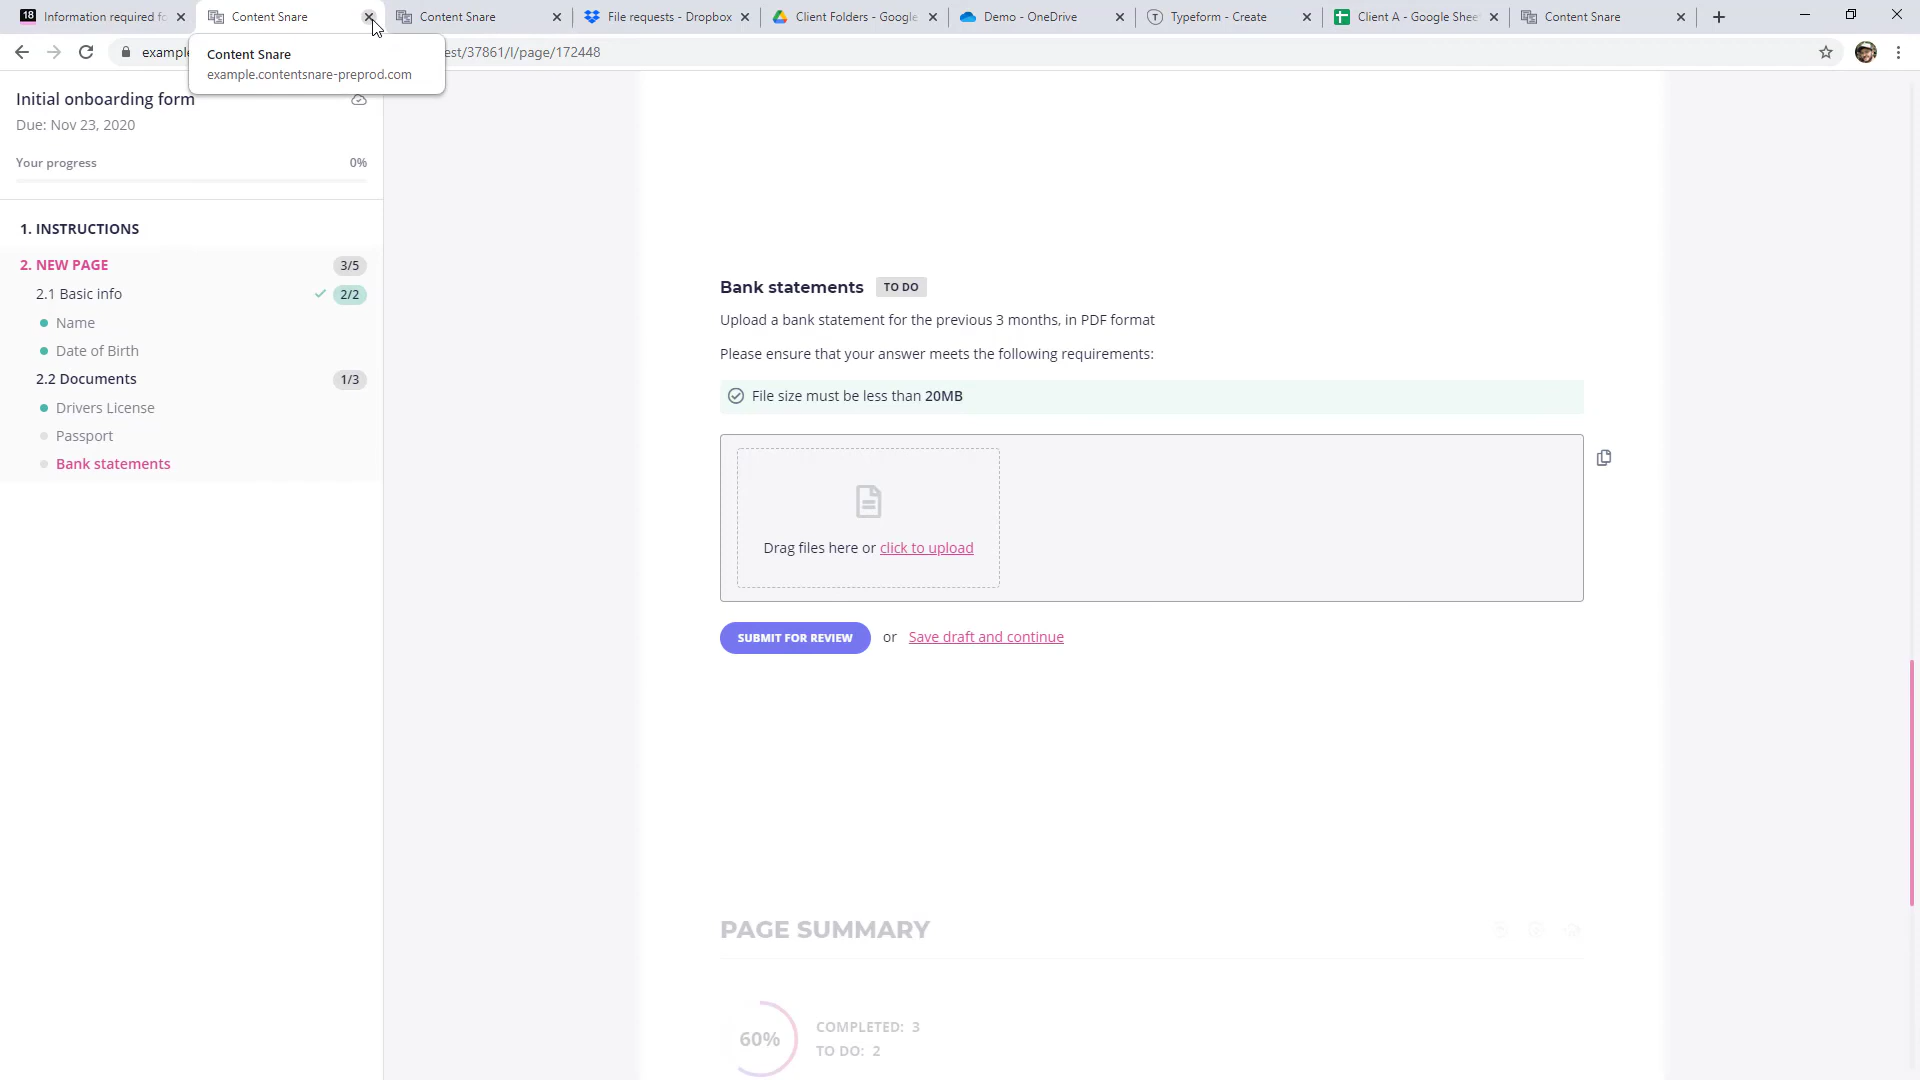 18 Information required fo
Content Snare
Content Snare
File requests - Dropbox
Client Folders - Google
Demo - OneDrive
Typeform - Create
Client A - Google Shee
Content Snare
example
est/37861/l/page/172448
Content Snare
example.contentsnare-preprod.com
Initial onboarding form
Due: Nov 23, 2020
Your progress 0%
1. INSTRUCTIONS
2. NEW PAGE 3/5
2.1 Basic info 2/2
Name
Date of Birth
2.2 Documents 1/3
Drivers License
Passport
Bank statements
Bank statements TO DO
Upload a bank statement for the previous 3 months, in PDF format
Please ensure that your answer meets the following requirements:
File size must be less than 20MB
Drag files here or click to upload
SUBMIT FOR REVIEW or Save draft and continue
PAGE SUMMARY
60%
COMPLETED: 3
TO DO: 2